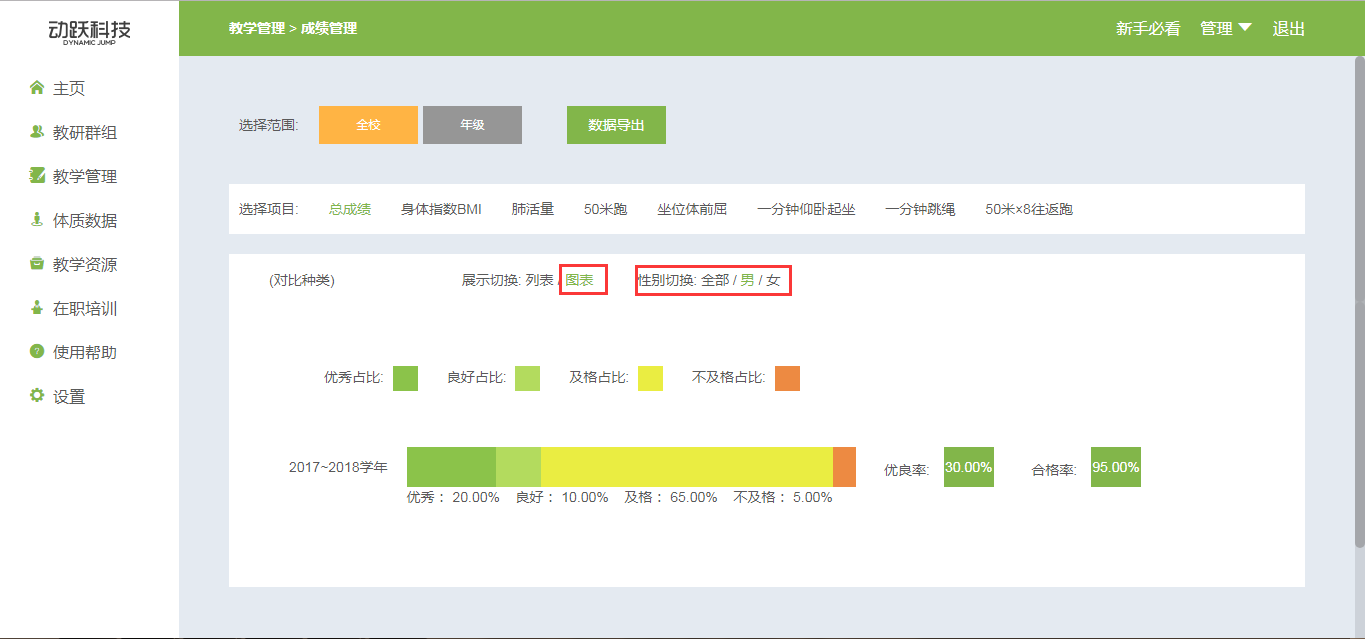 动跃科技
DYNAMIC JUMP
教学管理 > 成绩管理
新手必看 管理 退出
主页
教研群组
教学管理
体质数据
教学资源
在职培训
使用帮助
设置
选择范围: 全校 年级 数据导出
选择项目: 总成绩 身体指数BMI 肺活量 50米跑 坐位体前屈 一分钟仰卧起坐 一分钟跳绳 50米×8往返跑
(对比种类) 展示切换: 列表 / 图表 性别切换: 全部 / 男 / 女
优秀占比: 良好占比: 及格占比: 不及格占比:
2017~2018学年 优良率: 30.00% 合格率: 95.00%
优秀： 20.00% 良好： 10.00% 及格： 65.00% 不及格： 5.00%